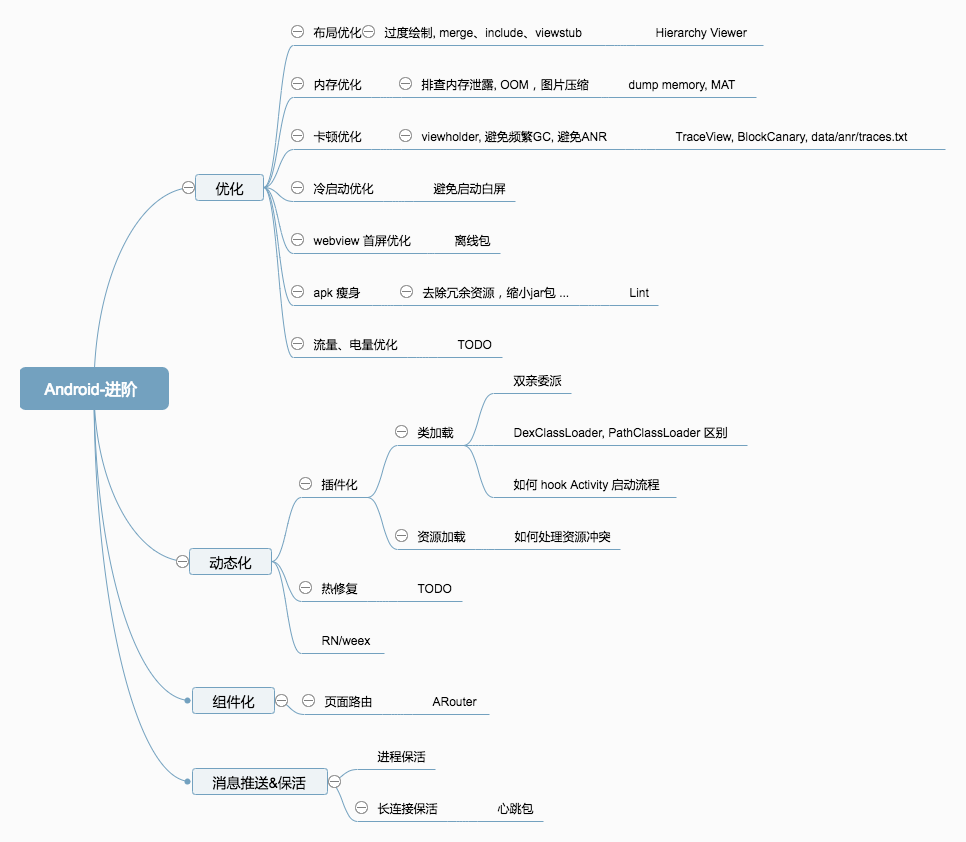 布局优化 过度绘制, merge、include、viewstub Hierarchy Viewer
内存优化 排查内存泄露, OOM，图片压缩 dump memory, MAT
卡顿优化 viewholder, 避免频繁GC, 避免ANR TraceView, BlockCanary, data/anr/traces.txt
优化 冷启动优化 避免启动白屏
webview 首屏优化 离线包
apk 瘦身 去除冗余资源，缩小jar包 ... Lint
流量、电量优化 TODO
Android-进阶
双亲委派
类加载 DexClassLoader, PathClassLoader 区别
插件化 如何 hook Activity 启动流程
资源加载 如何处理资源冲突
动态化
热修复 TODO
RN/weex
组件化 页面路由 ARouter
进程保活
消息推送&保活
长连接保活 心跳包